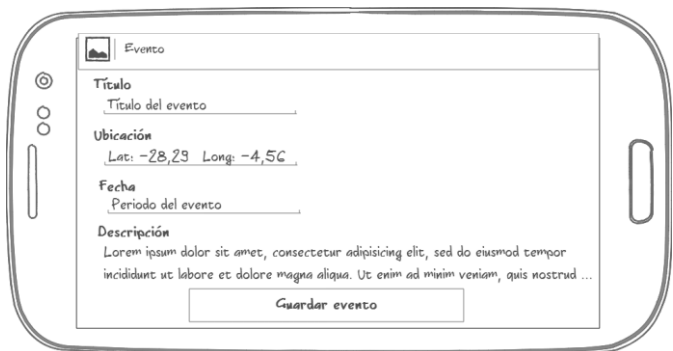 Evento
Título
Título del evento
Ubicación
Lat: -28,29 Long: -4,56
Fecha
Periodo del evento
Descripción
Lorem ipsum dolor sit amet, consectetur adipisicing elit, sed do eiusmod tempor
incididunt ut labore et dolore magna aliqua. Ut enim ad minim veniam, quis nostrud ...
Guardar evento